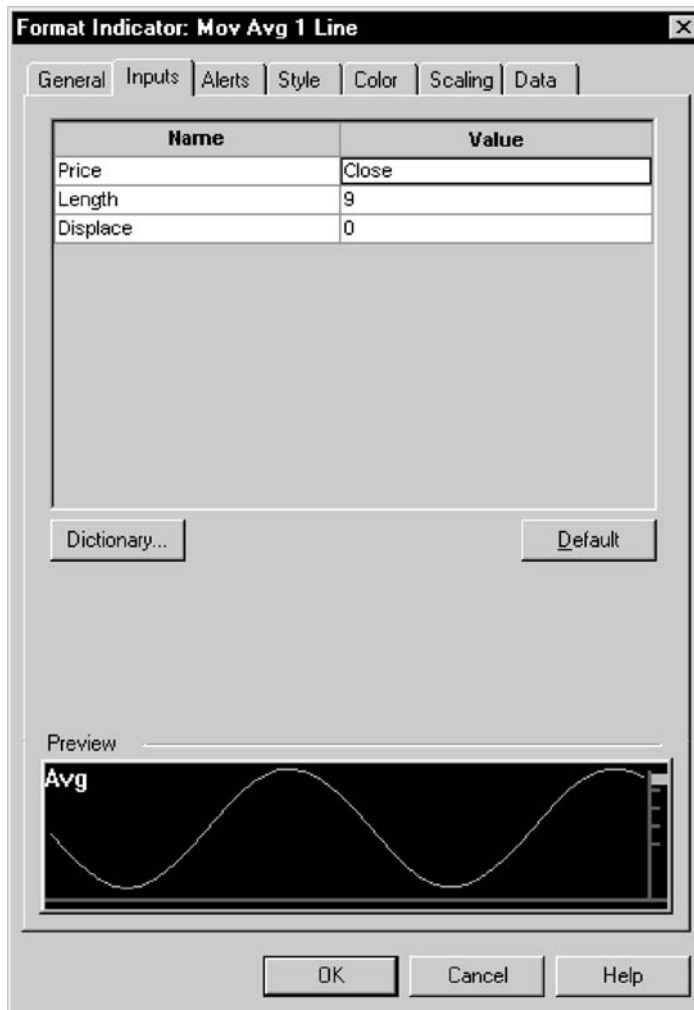 Format Indicator: Mov Avg 1 Line
General Inputs Alerts Style Color Scaling Data
Name Value
Price Close
Length 9
Displace 0
Dictionary... Default
Preview
Avg
OK Cancel Help